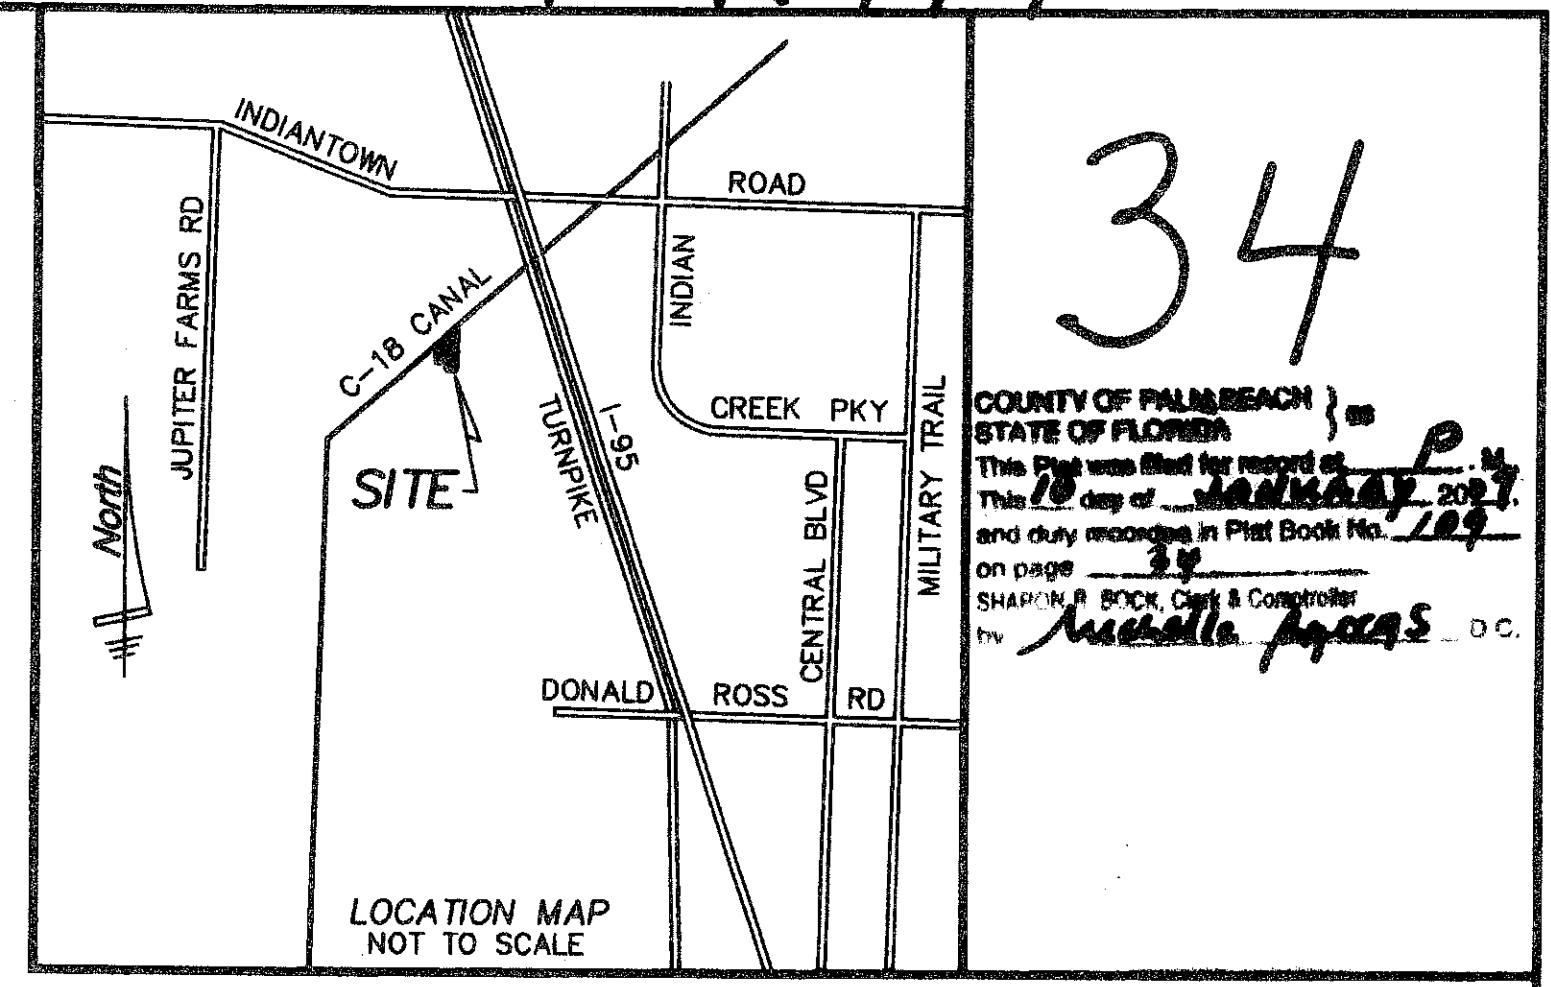 INDIANTOWN
ROAD
JUPITER FARMS RD
C-18 CANAL
INDIAN
CREEK PKY
I-95
TURNPIKE
SITE
North
MILITARY TRAIL
CENTRAL BLVD
DONALD ROSS RD
LOCATION MAP
NOT TO SCALE
34
COUNTY OF PALM BEACH } ss
STATE OF FLORIDA
This Plat was filed for record at P. M.
This 10 day of January 2007,
and duly recorded in Plat Book No. 109
on page 34
SHARON R. BOCK, Clerk & Comptroller
by D.C.